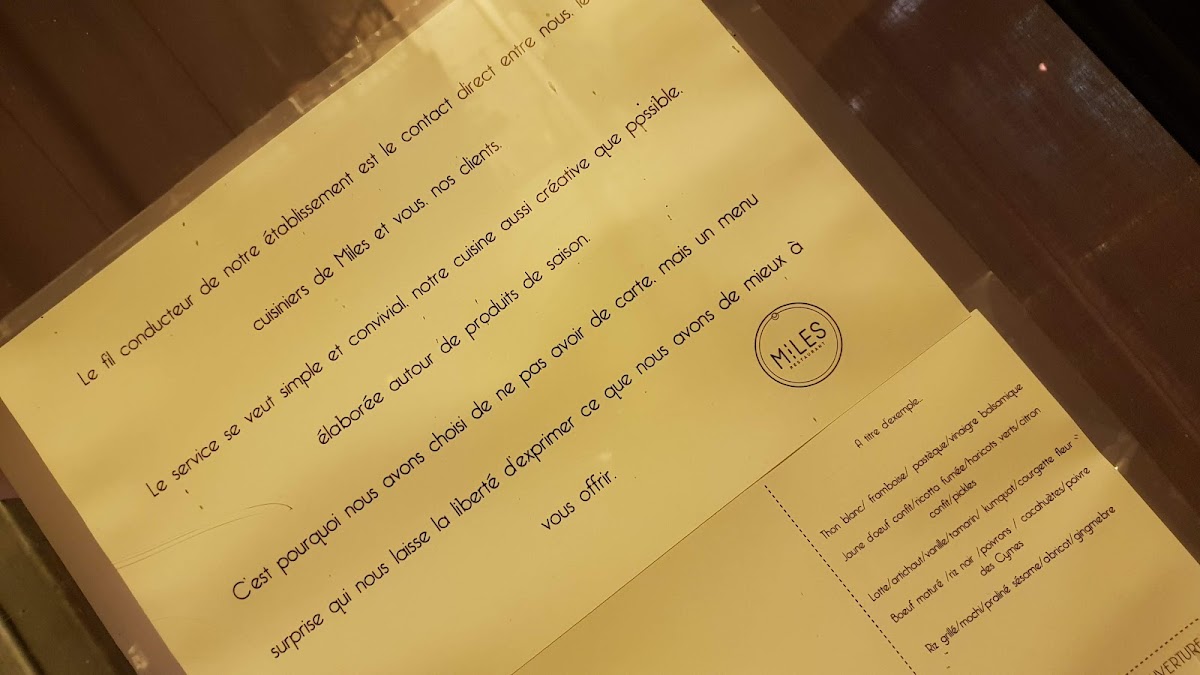 Le fil conducteur de notre établissement est le contact direct entre nous, le
cuisiniers de Miles et vous, nos clients.
Le service se veut simple et convivial, notre cuisine aussi créative que possible,
élaborée autour de produits de saison.
C'est pourquoi nous avons choisi de ne pas avoir de carte, mais un menu
surprise qui nous laisse la liberté d'exprimer ce que nous avons de mieux à
vous offrir.
MiLES
RESTAURANT
A titre d'exemple..
Thon blanc/ framboise/ pastèque/vinaigre balsamique
Jaune d'oeuf confit/ricotta fumée/haricots verts/citron
confit/pickles
Lotte/artichaut/vanille/tamarin/ kumquat/courgette fleur
Boeuf maturé /riz noir /poivrons / cacahuètes/poivre
des Cymes
Riz grillé/mochi/praliné sésame/abricot/gingmebre